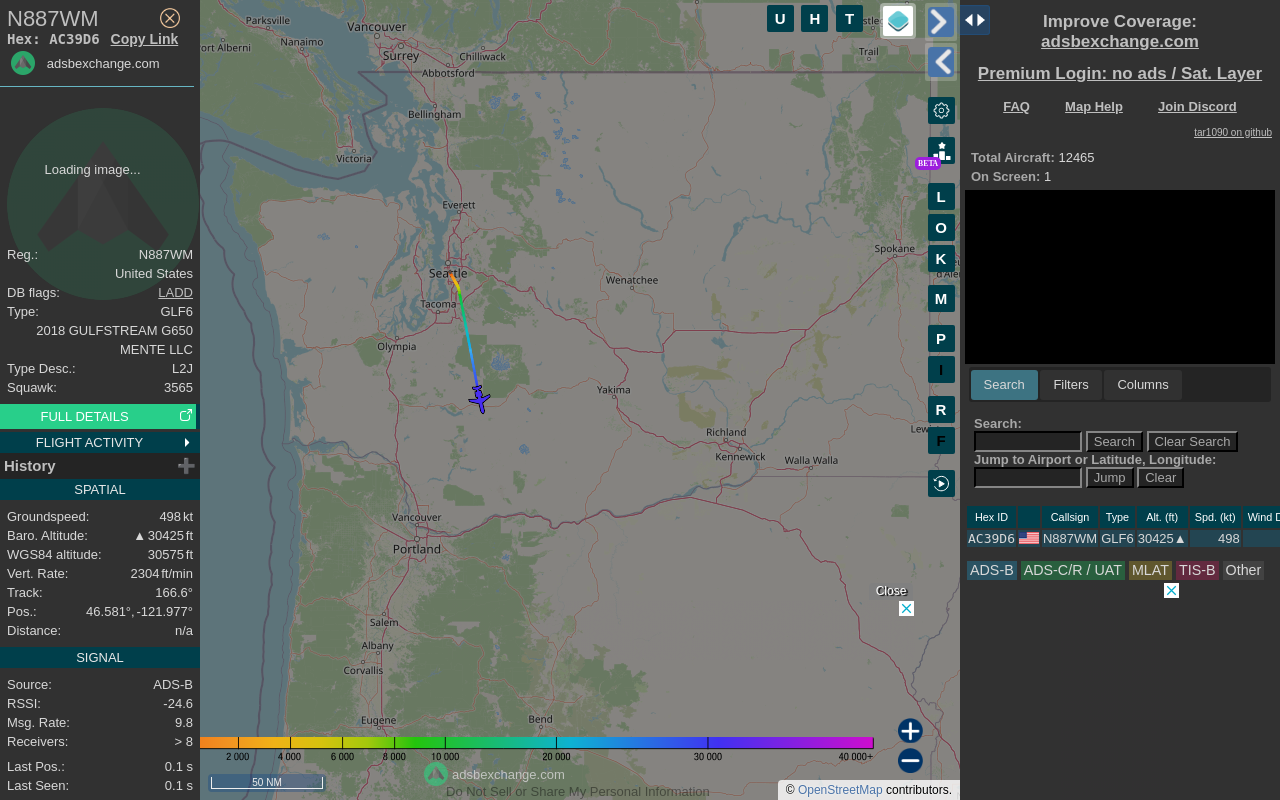 N887WM
Hex: AC39D6 Copy Link
adsbexchange.com
Loading image...
Reg.: N887WM
United States
DB flags: LADD
Type: GLF6
2018 GULFSTREAM G650
MENTE LLC
Type Desc.: L2J
Squawk: 3565
FULL DETAILS
FLIGHT ACTIVITY
History
SPATIAL
Groundspeed: 498 kt
Baro. Altitude: ▲ 30425 ft
WGS84 altitude: 30575 ft
Vert. Rate: 2304 ft/min
Track: 166.6°
Pos.: 46.581°, -121.977°
Distance: n/a
SIGNAL
Source: ADS-B
RSSI: -24.6
Msg. Rate: 9.8
Receivers: > 8
Last Pos.: 0.1 s
Last Seen: 0.1 s
Parksville
Vancouver
ort Alberni
Nanaimo
Surrey
Chilliwack
Abbotsford
Trail
Bellingham
Victoria
Everett
Spokane
Seattle
Wenatchee
Tacoma
Olympia
Yakima
Richland
Kennewick
Walla Walla
Lew
Vancouver
Portland
Salem
Albany
Corvallis
Eugene
Bend
U H T
BETA
L
O
K
M
P
I
R
F
Close
2 000 4 000 6 000 8 000 10 000 20 000 30 000 40 000+
50 NM
adsbexchange.com
Do Not Sell or Share My Personal Information
© OpenStreetMap contributors.
Improve Coverage:
adsbexchange.com
Premium Login: no ads / Sat. Layer
FAQ Map Help Join Discord
tar1090 on github
Total Aircraft: 12465
On Screen: 1
Search Filters Columns
Search:
Search Clear Search
Jump to Airport or Latitude, Longitude:
Jump Clear
Hex ID Callsign Type Alt. (ft) Spd. (kt) Wind D
AC39D6 N887WM GLF6 30425▲ 498
ADS-B ADS-C/R / UAT MLAT TIS-B Other